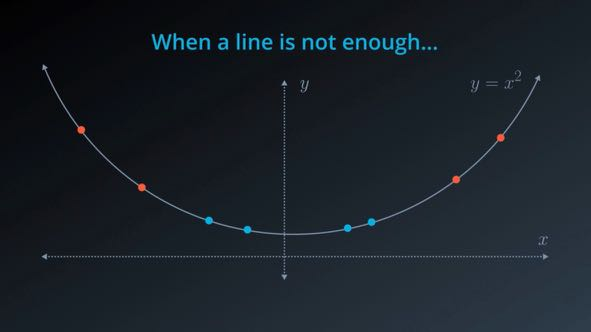 When a line is not enough...
y
y = x²
x